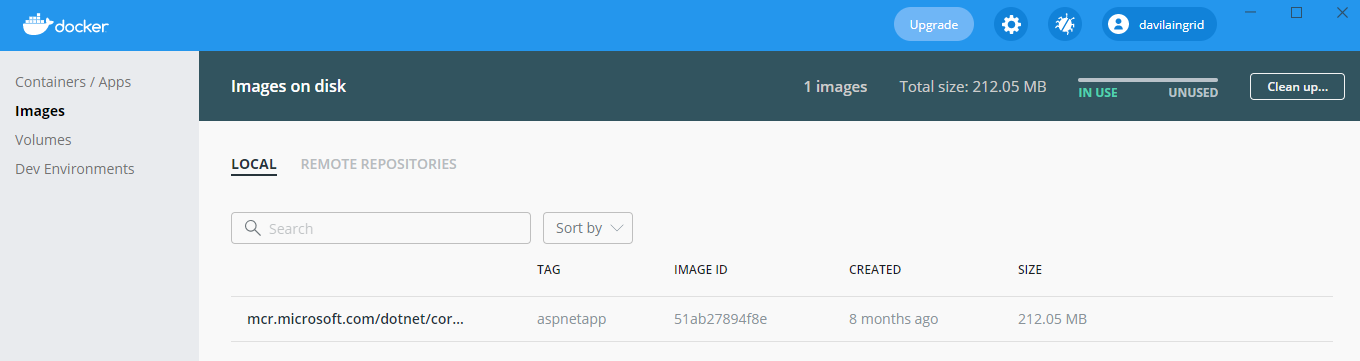 docker
Upgrade
davilaingrid
Containers / Apps
Images
Volumes
Dev Environments
Images on disk
1 images
Total size: 212.05 MB
IN USE
UNUSED
Clean up...
LOCAL
REMOTE REPOSITORIES
Search
Sort by
TAG
IMAGE ID
CREATED
SIZE
mcr.microsoft.com/dotnet/cor...
aspnetapp
51ab27894f8e
8 months ago
212.05 MB